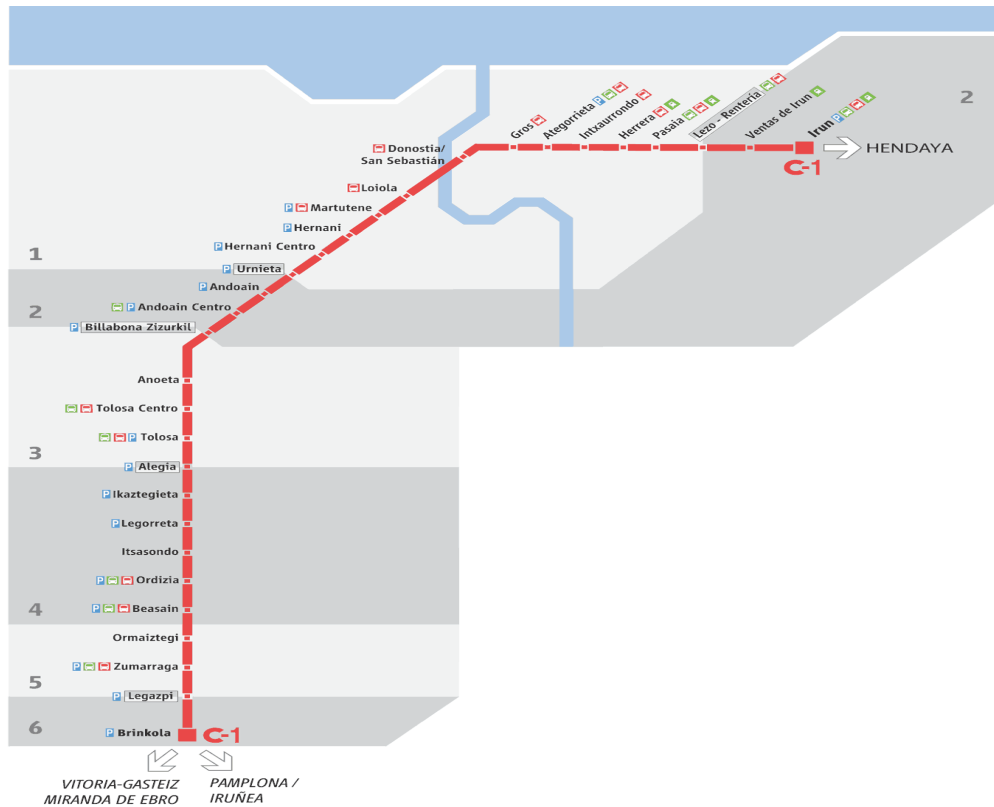 Gros
Ategorrieta P
Intxaurrondo
Herrera
Pasaia
Lezo - Rentería
Ventas de Irun
Irun P
2
C-1
HENDAYA
Donostia/
San Sebastián
Loiola
P Martutene
P Hernani
P Hernani Centro
1
P Urnieta
P Andoain
P Andoain Centro
2
P Billabona Zizurkil
Anoeta
Tolosa Centro
P Tolosa
3
P Alegia
P Ikaztegieta
P Legorreta
Itsasondo
P Ordizia
4
P Beasain
Ormaiztegi
P Zumarraga
5
P Legazpi
6
P Brinkola
C-1
VITORIA-GASTEIZ
MIRANDA DE EBRO
PAMPLONA /
IRUÑEA